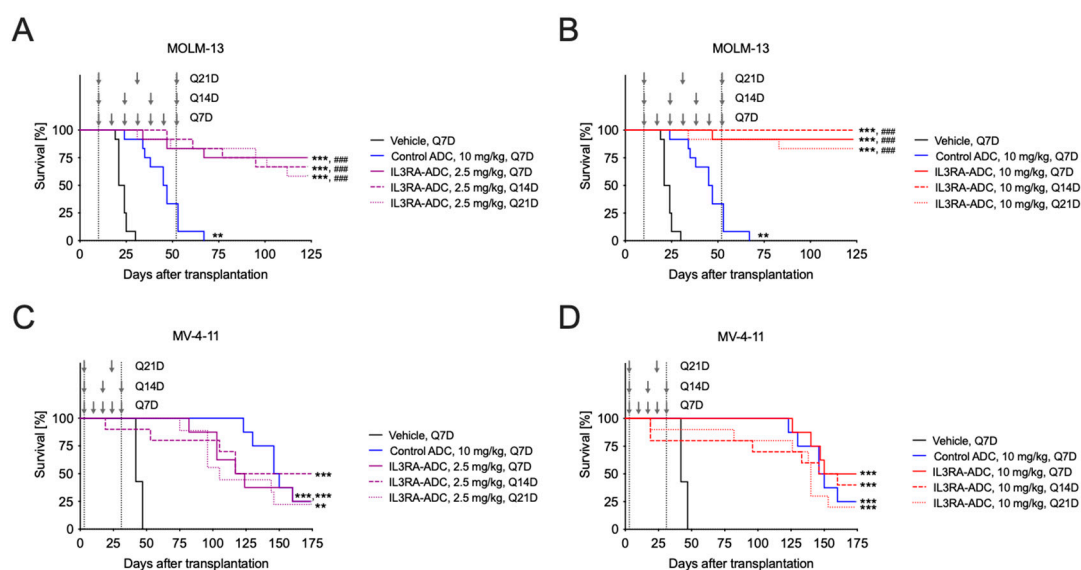 A
MOLM-13
Q21D
Q14D
Q7D
Survival [%]
100
75
50
25
0
0 25 50 75 100 125
Days after transplantation
***, ###
***, ###
***, ###
**
Vehicle, Q7D
Control ADC, 10 mg/kg, Q7D
IL3RA-ADC, 2.5 mg/kg, Q7D
IL3RA-ADC, 2.5 mg/kg, Q14D
IL3RA-ADC, 2.5 mg/kg, Q21D
B
MOLM-13
Q21D
Q14D
Q7D
Survival [%]
100
75
50
25
0
0 25 50 75 100 125
Days after transplantation
***, ###
***, ###
***, ###
**
Vehicle, Q7D
Control ADC, 10 mg/kg, Q7D
IL3RA-ADC, 10 mg/kg, Q7D
IL3RA-ADC, 10 mg/kg, Q14D
IL3RA-ADC, 10 mg/kg, Q21D
C
MV-4-11
Q21D
Q14D
Q7D
Survival [%]
100
75
50
25
0
0 25 50 75 100 125 150 175
Days after transplantation
***
***, ***
**
Vehicle, Q7D
Control ADC, 10 mg/kg, Q7D
IL3RA-ADC, 2.5 mg/kg, Q7D
IL3RA-ADC, 2.5 mg/kg, Q14D
IL3RA-ADC, 2.5 mg/kg, Q21D
D
MV-4-11
Q21D
Q14D
Q7D
Survival [%]
100
75
50
25
0
0 25 50 75 100 125 150 175
Days after transplantation
***
***
***
***
Vehicle, Q7D
Control ADC, 10 mg/kg, Q7D
IL3RA-ADC, 10 mg/kg, Q7D
IL3RA-ADC, 10 mg/kg, Q14D
IL3RA-ADC, 10 mg/kg, Q21D